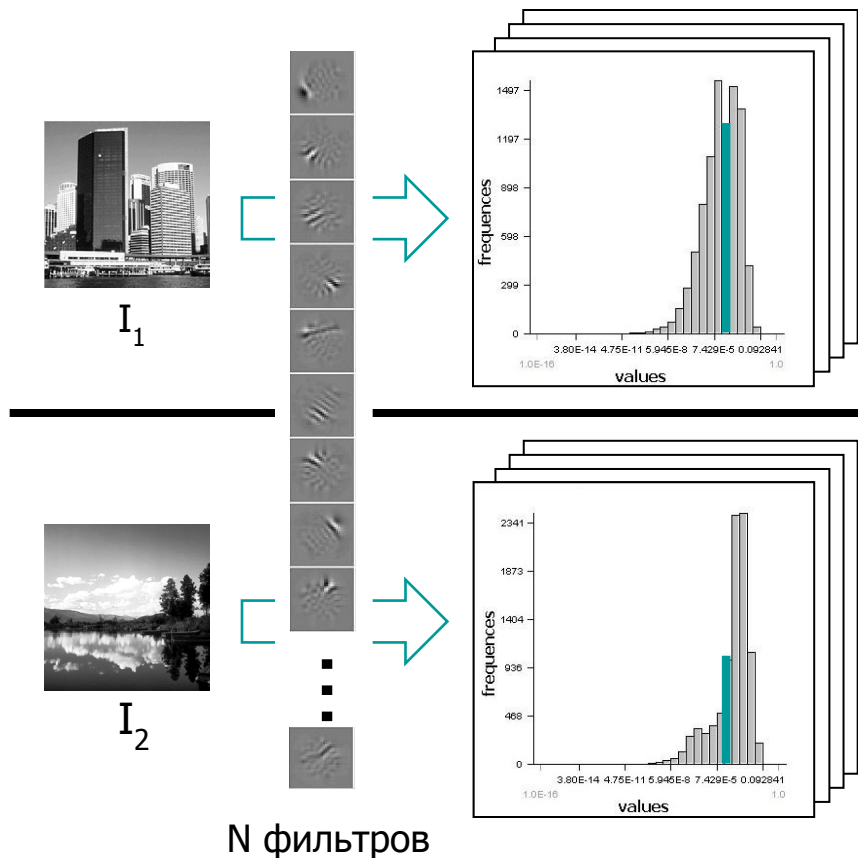 1497
1197
898
598
299
0
frequences
3.80E-14 4.75E-11 5.945E-8 7.429E-5 0.092841
1.0E-16 1.0
values
I1
2341
1873
1404
936
468
0
frequences
3.80E-14 4.75E-11 5.945E-8 7.429E-5 0.092841
1.0E-16 1.0
values
I2
N фильтров